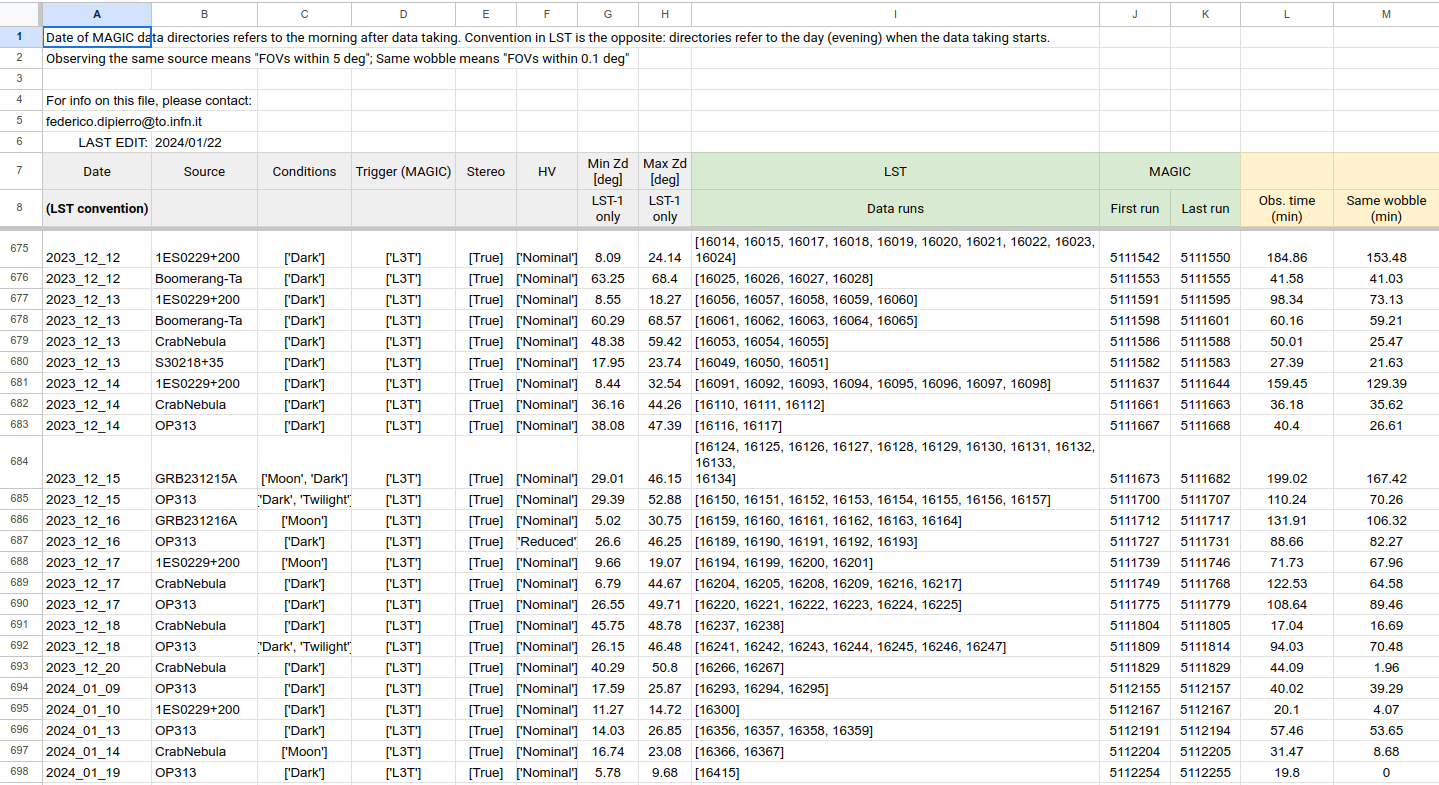 A B C D E F G H I J K L M
1 Date of MAGIC data directories refers to the morning after data taking. Convention in LST is the opposite: directories refer to the day (evening) when the data taking starts.
2 Observing the same source means "FOVs within 5 deg"; Same wobble means "FOVs within 0.1 deg"
3
4 For info on this file, please contact:
5 federico.dipierro@to.infn.it
6 LAST EDIT: 2024/01/22
7 Date Source Conditions Trigger (MAGIC) Stereo HV Min Zd [deg] Max Zd [deg] LST MAGIC
8 (LST convention) LST-1 only LST-1 only Data runs First run Last run Obs. time (min) Same wobble (min)
675 2023_12_12 1ES0229+200 ['Dark'] ['L3T'] [True] ['Nominal'] 8.09 24.14 [16014, 16015, 16017, 16018, 16019, 16020, 16021, 16022, 16023, 16024] 5111542 5111550 184.86 153.48
676 2023_12_12 Boomerang-Ta ['Dark'] ['L3T'] [True] ['Nominal'] 63.25 68.4 [16025, 16026, 16027, 16028] 5111553 5111555 41.58 41.03
677 2023_12_13 1ES0229+200 ['Dark'] ['L3T'] [True] ['Nominal'] 8.55 18.27 [16056, 16057, 16058, 16059, 16060] 5111591 5111595 98.34 73.13
678 2023_12_13 Boomerang-Ta ['Dark'] ['L3T'] [True] ['Nominal'] 60.29 68.57 [16061, 16062, 16063, 16064, 16065] 5111598 5111601 60.16 59.21
679 2023_12_13 CrabNebula ['Dark'] ['L3T'] [True] ['Nominal'] 48.38 59.42 [16053, 16054, 16055] 5111586 5111588 50.01 25.47
680 2023_12_13 S30218+35 ['Dark'] ['L3T'] [True] ['Nominal'] 17.95 23.74 [16049, 16050, 16051] 5111582 5111583 27.39 21.63
681 2023_12_14 1ES0229+200 ['Dark'] ['L3T'] [True] ['Nominal'] 8.44 32.54 [16091, 16092, 16093, 16094, 16095, 16096, 16097, 16098] 5111637 5111644 159.45 129.39
682 2023_12_14 CrabNebula ['Dark'] ['L3T'] [True] ['Nominal'] 36.16 44.26 [16110, 16111, 16112] 5111661 5111663 36.18 35.62
683 2023_12_14 OP313 ['Dark'] ['L3T'] [True] ['Nominal'] 38.08 47.39 [16116, 16117] 5111667 5111668 40.4 26.61
684 2023_12_15 GRB231215A ['Moon', 'Dark'] ['L3T'] [True] ['Nominal'] 29.01 46.15 [16124, 16125, 16126, 16127, 16128, 16129, 16130, 16131, 16132, 16133, 16134] 5111673 5111682 199.02 167.42
685 2023_12_15 OP313 'Dark', 'Twilight' ['L3T'] [True] ['Nominal'] 29.39 52.88 [16150, 16151, 16152, 16153, 16154, 16155, 16156, 16157] 5111700 5111707 110.24 70.26
686 2023_12_16 GRB231216A ['Moon'] ['L3T'] [True] ['Nominal'] 5.02 30.75 [16159, 16160, 16161, 16162, 16163, 16164] 5111712 5111717 131.91 106.32
687 2023_12_16 OP313 ['Dark'] ['L3T'] [True] 'Reduced' 26.6 46.25 [16189, 16190, 16191, 16192, 16193] 5111727 5111731 88.66 82.27
688 2023_12_17 1ES0229+200 ['Moon'] ['L3T'] [True] ['Nominal'] 9.66 19.07 [16194, 16199, 16200, 16201] 5111739 5111746 71.73 67.96
689 2023_12_17 CrabNebula ['Dark'] ['L3T'] [True] ['Nominal'] 6.79 44.67 [16204, 16205, 16208, 16209, 16216, 16217] 5111749 5111768 122.53 64.58
690 2023_12_17 OP313 ['Dark'] ['L3T'] [True] ['Nominal'] 26.55 49.71 [16220, 16221, 16222, 16223, 16224, 16225] 5111775 5111779 108.64 89.46
691 2023_12_18 CrabNebula ['Dark'] ['L3T'] [True] ['Nominal'] 45.75 48.78 [16237, 16238] 5111804 5111805 17.04 16.69
692 2023_12_18 OP313 'Dark', 'Twilight' ['L3T'] [True] ['Nominal'] 26.15 46.48 [16241, 16242, 16243, 16244, 16245, 16246, 16247] 5111809 5111814 94.03 70.48
693 2023_12_20 CrabNebula ['Dark'] ['L3T'] [True] ['Nominal'] 40.29 50.8 [16266, 16267] 5111829 5111829 44.09 1.96
694 2024_01_09 OP313 ['Dark'] ['L3T'] [True] ['Nominal'] 17.59 25.87 [16293, 16294, 16295] 5112155 5112157 40.02 39.29
695 2024_01_10 1ES0229+200 ['Dark'] ['L3T'] [True] ['Nominal'] 11.27 14.72 [16300] 5112167 5112167 20.1 4.07
696 2024_01_13 OP313 ['Dark'] ['L3T'] [True] ['Nominal'] 14.03 26.85 [16356, 16357, 16358, 16359] 5112191 5112194 57.46 53.65
697 2024_01_14 CrabNebula ['Moon'] ['L3T'] [True] ['Nominal'] 16.74 23.08 [16366, 16367] 5112204 5112205 31.47 8.68
698 2024_01_19 OP313 ['Dark'] ['L3T'] [True] ['Nominal'] 5.78 9.68 [16415] 5112254 5112255 19.8 0